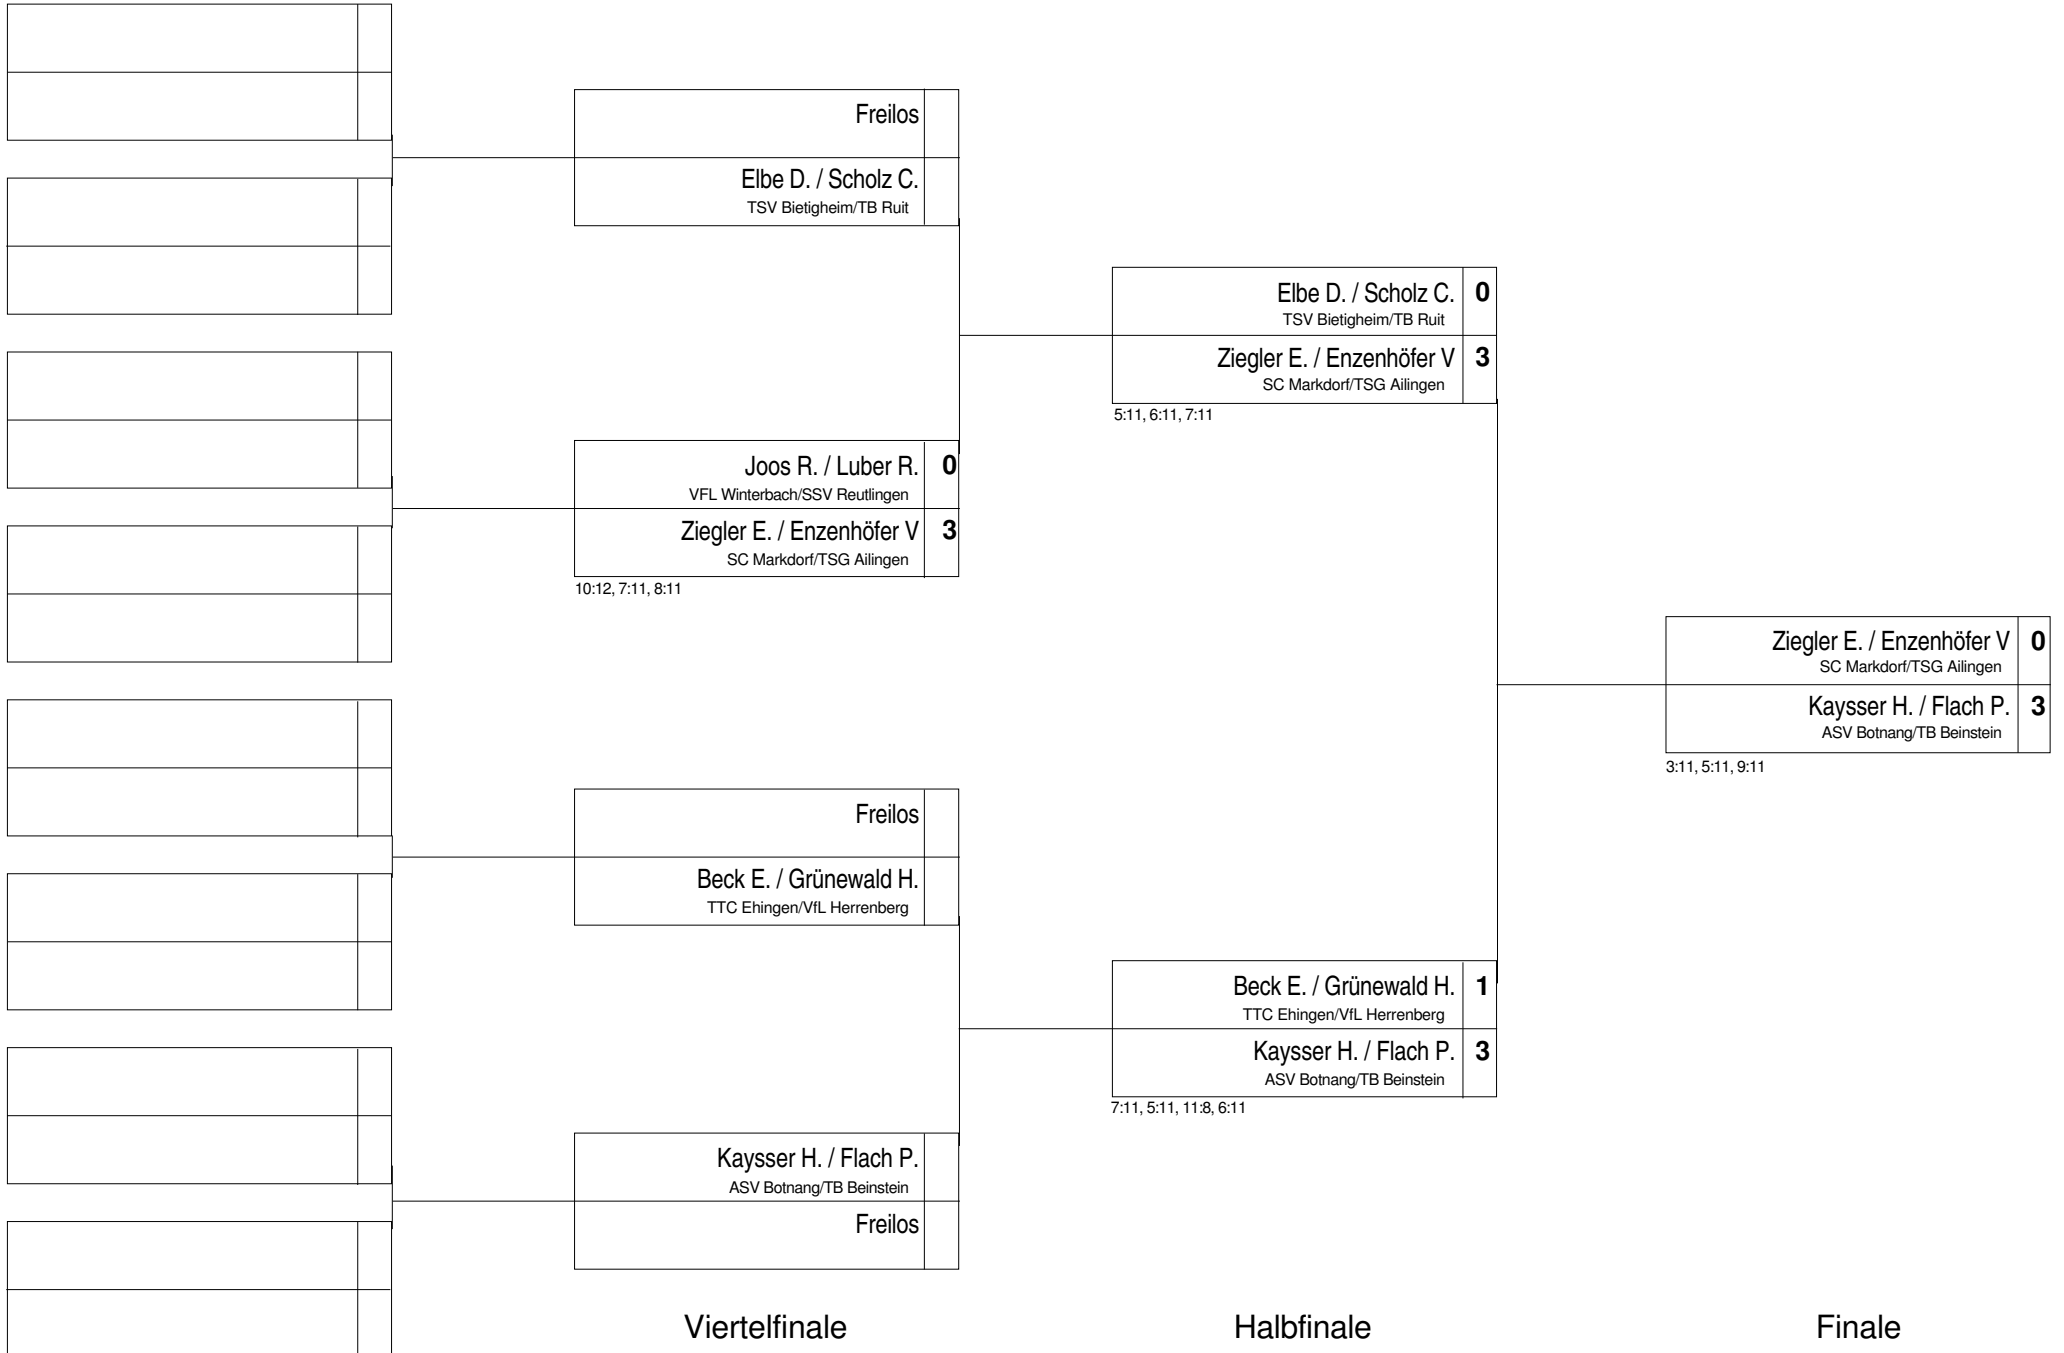 Freilos
Elbe D. / Scholz C.
TSV Bietigheim/TB Ruit
Joos R. / Luber R. 0
VFL Winterbach/SSV Reutlingen
Ziegler E. / Enzenhöfer V 3
SC Markdorf/TSG Ailingen
10:12, 7:11, 8:11
Freilos
Beck E. / Grünewald H.
TTC Ehingen/VfL Herrenberg
Kaysser H. / Flach P.
ASV Botnang/TB Beinstein
Freilos
Viertelfinale
Elbe D. / Scholz C. 0
TSV Bietigheim/TB Ruit
Ziegler E. / Enzenhöfer V 3
SC Markdorf/TSG Ailingen
5:11, 6:11, 7:11
Beck E. / Grünewald H. 1
TTC Ehingen/VfL Herrenberg
Kaysser H. / Flach P. 3
ASV Botnang/TB Beinstein
7:11, 5:11, 11:8, 6:11
Halbfinale
Ziegler E. / Enzenhöfer V 0
SC Markdorf/TSG Ailingen
Kaysser H. / Flach P. 3
ASV Botnang/TB Beinstein
3:11, 5:11, 9:11
Finale